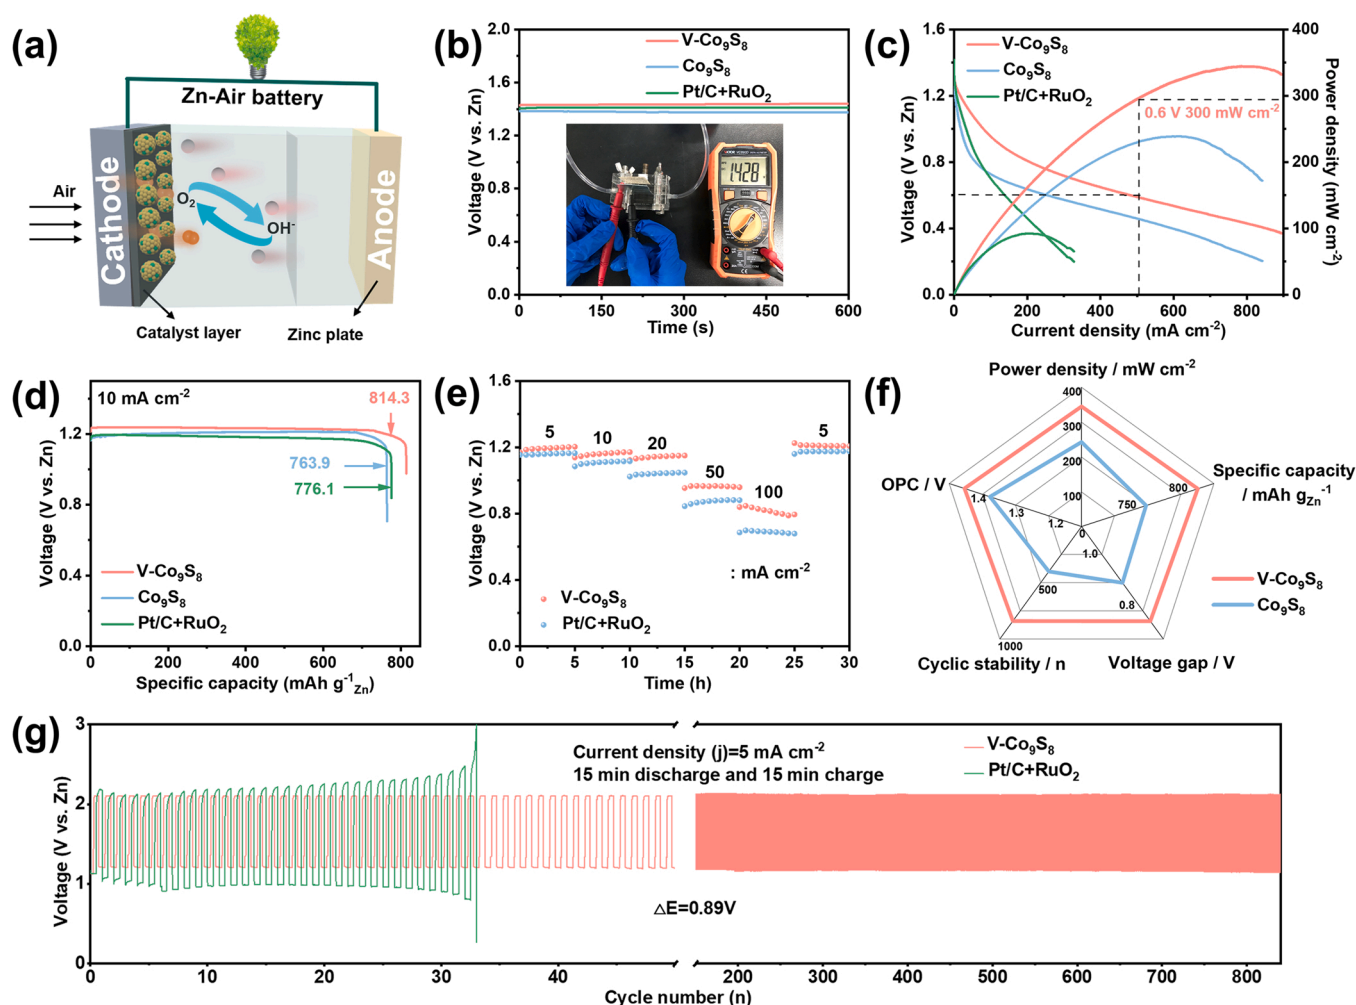 (a)
Zn-Air battery
Cathode
Anode
Air
O₂
OH⁻
Catalyst layer
Zinc plate
(b)
2.0
1.6
1.2
0.8
0.4
0.0
Voltage (V vs. Zn)
V-Co₉S₈
Co₉S₈
Pt/C+RuO₂
1.428
0
150
300
450
600
Time (s)
(c)
1.6
1.2
0.8
0.4
0.0
Voltage (V vs. Zn)
V-Co₉S₈
Co₉S₈
Pt/C+RuO₂
0.6 V 300 mW cm⁻²
400
300
200
100
0
Power density (mW cm⁻²)
0
200
400
600
800
Current density (mA cm⁻²)
(d)
1.6
1.2
0.8
0.4
0.0
Voltage (V vs. Zn)
10 mA cm⁻²
814.3
763.9
776.1
V-Co₉S₈
Co₉S₈
Pt/C+RuO₂
0
200
400
600
800
Specific capacity (mAh g⁻¹Zn)
(e)
1.6
1.2
0.8
0.4
0.0
Voltage (V vs. Zn)
5
10
20
50
100
5
: mA cm⁻²
V-Co₉S₈
Pt/C+RuO₂
0
5
10
15
20
25
30
Time (h)
(f)
Power density / mW cm⁻²
400
300
200
100
0
Specific capacity
/ mAh gZn⁻¹
800
750
OPC / V
1.4
1.3
1.2
1.0
0.8
500
1000
Cyclic stability / n
Voltage gap / V
V-Co₉S₈
Co₉S₈
(g)
3
2
1
0
Voltage (V vs. Zn)
Current density (j)=5 mA cm⁻²
15 min discharge and 15 min charge
V-Co₉S₈
Pt/C+RuO₂
△E=0.89V
0
10
20
30
40
200
300
400
500
600
700
800
Cycle number (n)